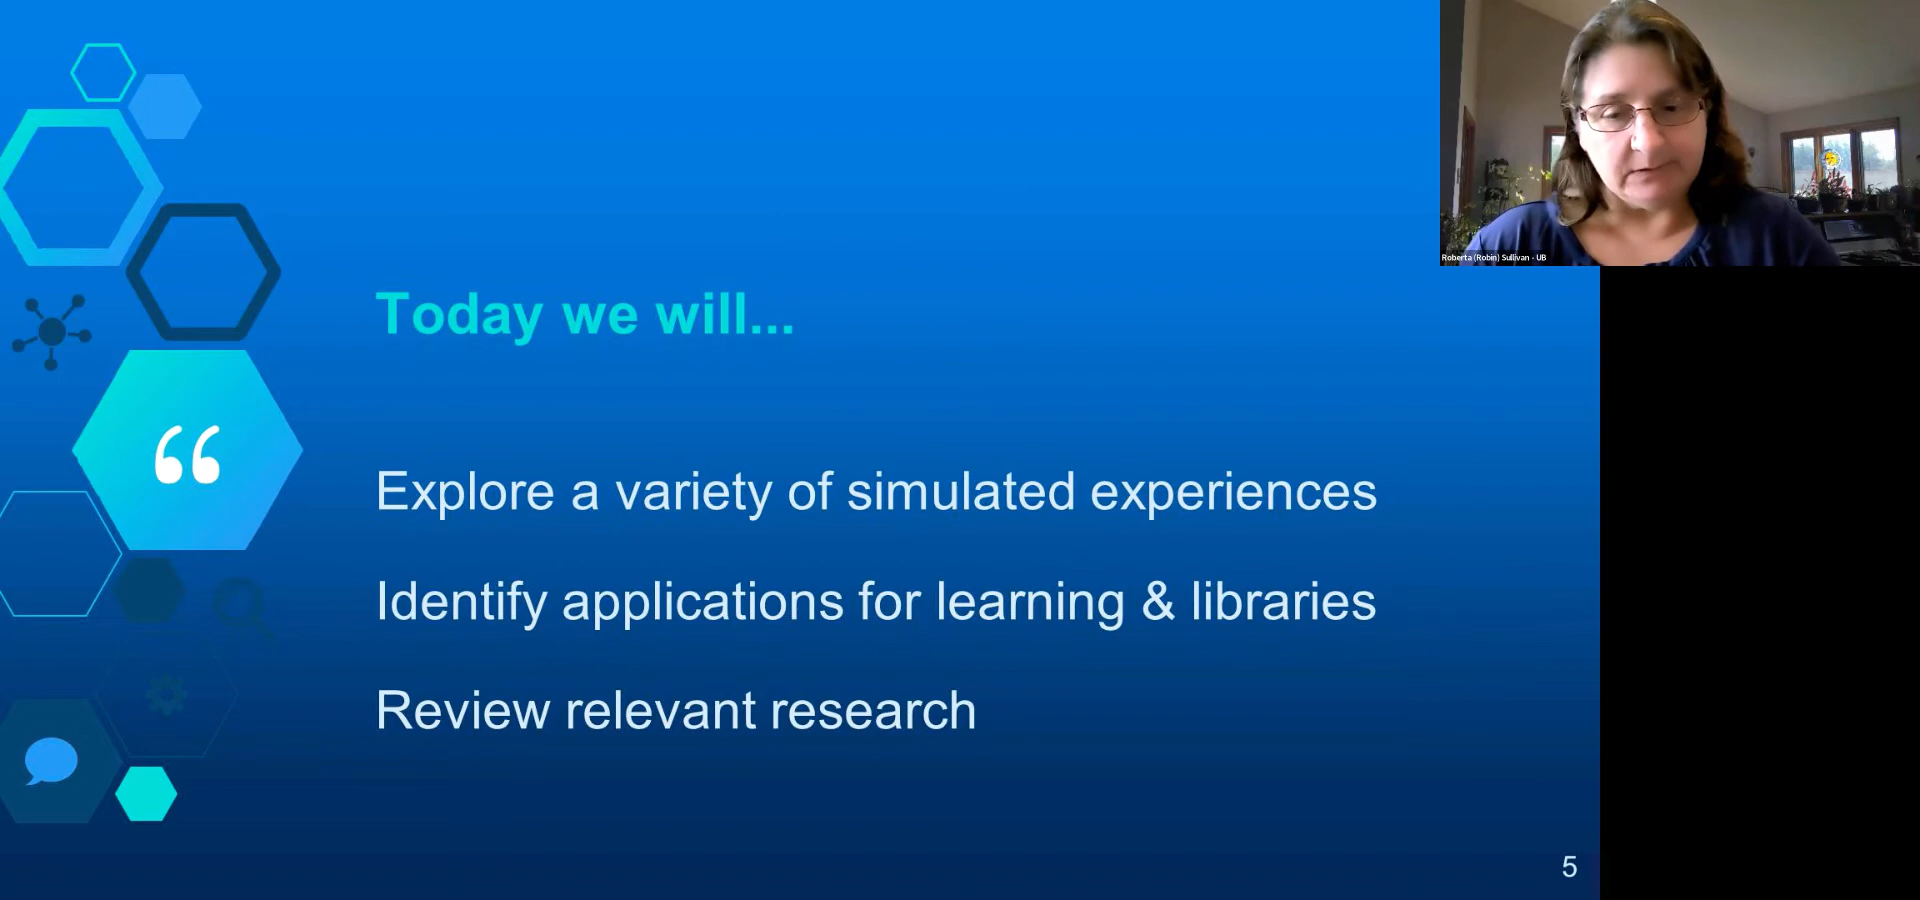 Roberta (Robin) Sullivan - UB
Today we will...
“
Explore a variety of simulated experiences
Identify applications for learning & libraries
Review relevant research
5